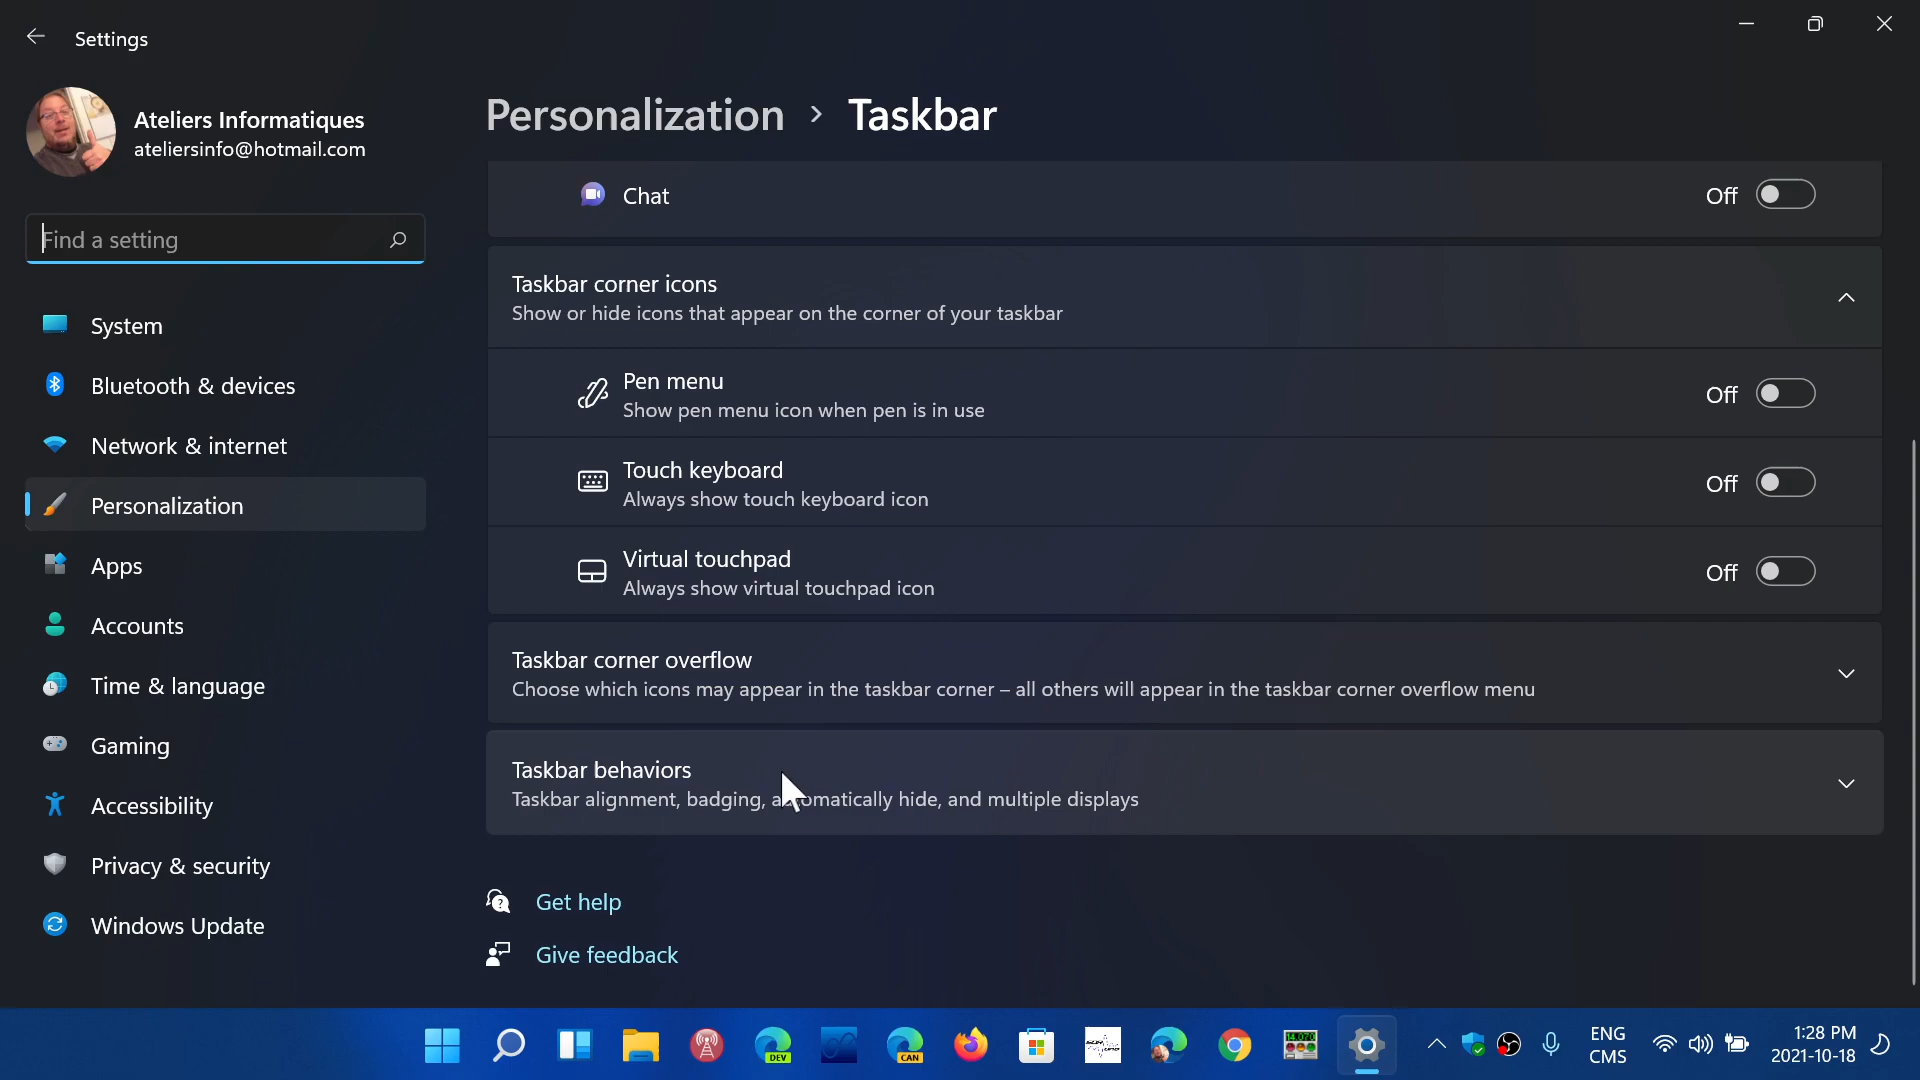 Settings
Ateliers Informatiques
ateliersinfo@hotmail.com
Find a setting
System
Bluetooth & devices
Network & internet
Personalization
Apps
Accounts
Time & language
Gaming
Accessibility
Privacy & security
Windows Update
Personalization > Taskbar
Chat Off
Taskbar corner icons
Show or hide icons that appear on the corner of your taskbar
Pen menu
Show pen menu icon when pen is in use
Off
Touch keyboard
Always show touch keyboard icon
Off
Virtual touchpad
Always show virtual touchpad icon
Off
Taskbar corner overflow
Choose which icons may appear in the taskbar corner – all others will appear in the taskbar corner overflow menu
Taskbar behaviors
Taskbar alignment, badging, automatically hide, and multiple displays
Get help
Give feedback
DEV
CAN
ENG
CMS
1:28 PM
2021-10-18